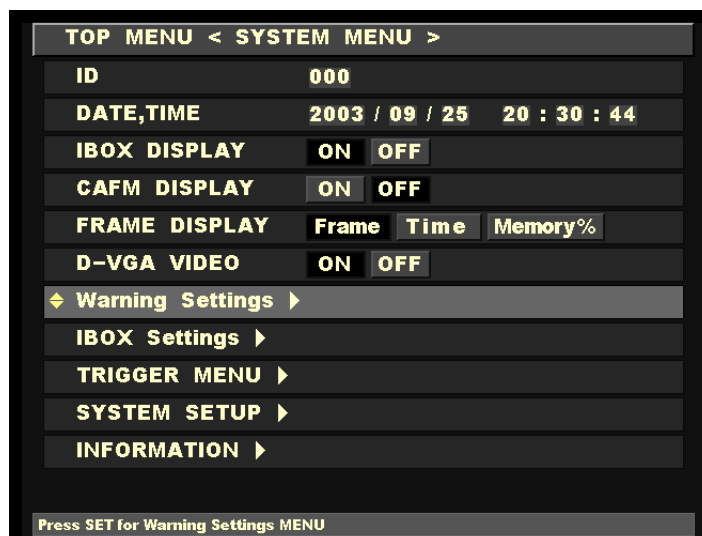 TOP MENU < SYSTEM MENU >
ID 000
DATE,TIME 2003 / 09 / 25 20 : 30 : 44
IBOX DISPLAY ON OFF
CAFM DISPLAY ON OFF
FRAME DISPLAY Frame Time Memory%
D-VGA VIDEO ON OFF
Warning Settings
IBOX Settings
TRIGGER MENU
SYSTEM SETUP
INFORMATION
Press SET for Warning Settings MENU